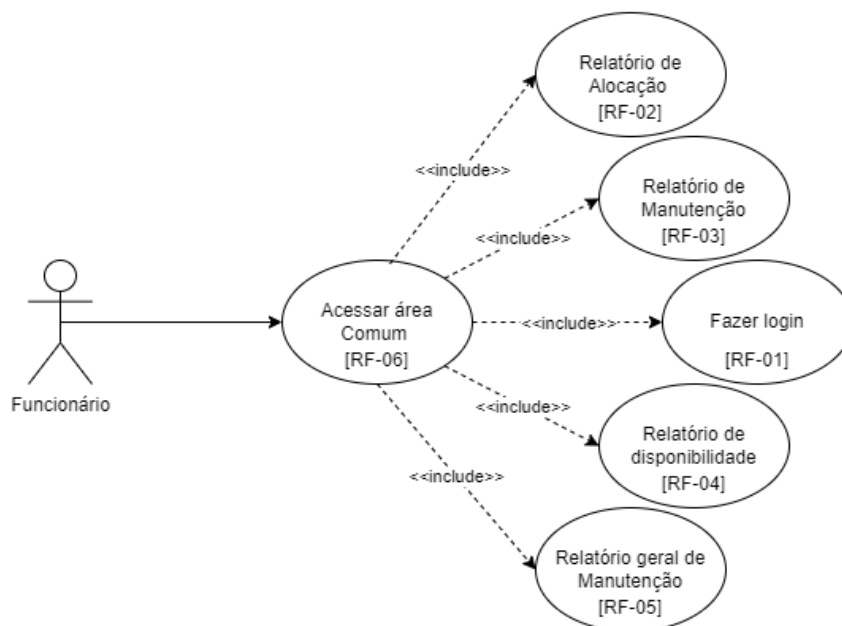 Relatório de
Alocação
[RF-02]
<<include>>
Relatório de
Manutenção
[RF-03]
<<include>>
Acessar área
Comum
[RF-06]
<<include>>
Fazer login
[RF-01]
Funcionário
<<include>>
Relatório de
disponibilidade
[RF-04]
<<include>>
Relatório geral de
Manutenção
[RF-05]